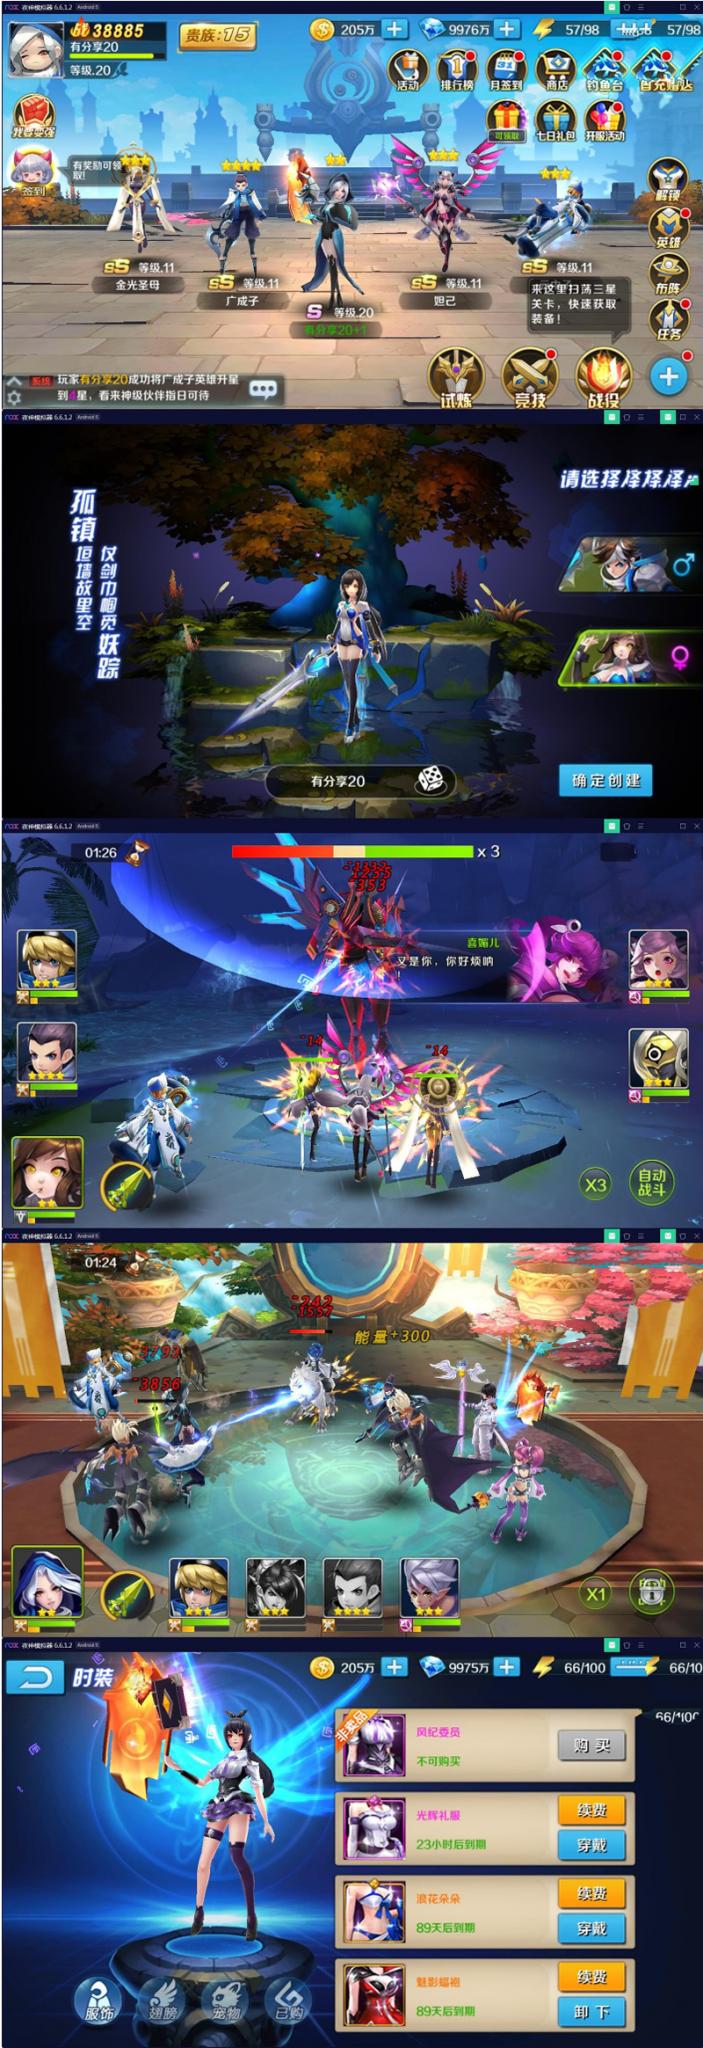 nox 夜神模拟器 6.6.1.2 Android 5
战 38885
有分享20
等级.20
贵族:15
205万
9976万
57/98
57/98
活动
排行榜
31
月签到
商店
钓鱼台
可领取
七日礼包
开服活动
我要变强
签到
有奖励可领取!
解锁
英雄
布阵
任务
SS 等级.11
金光圣母
SS 等级.11
广成子
S 等级.20
有分享20+1
SS 等级.11
妲己
SS 等级.11
来这里扫荡三星
关卡，快速获取
装备!
系统 玩家有分享20成功将广成子英雄升星
到4星，看来神级伙伴指日可待
试炼
竞技
战役
nox 夜神模拟器 6.6.1.2 Android 5
孤镇垣墙故里空
仗剑巾帼觅妖踪
请选择
有分享20
确定创建
nox 夜神模拟器 6.6.1.2 Android 5
01:26
x 3
-353
喜媚儿
又是你，你好烦呐
!
-14
-14
X3
自动
战斗
nox 夜神模拟器 6.6.1.2 Android 5
01:24
-242
-1557
能量+300
-3792
-3856
X1
nox 夜神模拟器 6.6.1.2 Android 5
时装
205万
9975万
66/100
66/10
66/100
非卖品
风纪委员
不可购买
购买
光辉礼服
23小时后到期
续费
穿戴
浪花朵朵
89天后到期
续费
穿戴
魅影蝠袍
89天后到期
续费
卸下
服饰
翅膀
宠物
已购